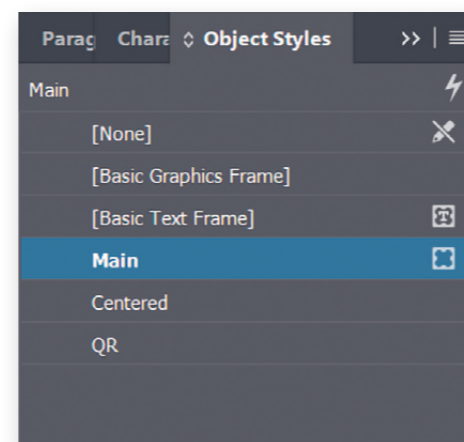 Parag Chara Object Styles
Main
[None]
[Basic Graphics Frame]
[Basic Text Frame]
Main
Centered
QR